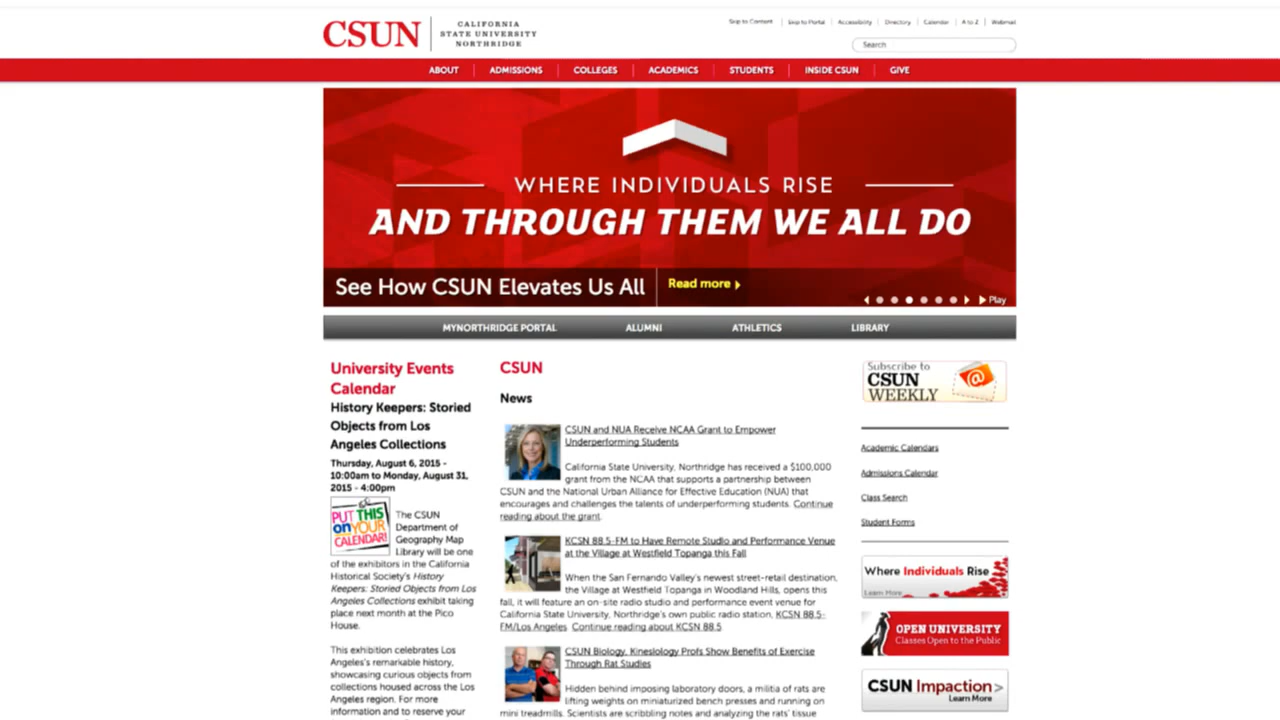 CSUN
CALIFORNIA
STATE UNIVERSITY
NORTHRIDGE
Skip to Content Skip to Portal Accessibility Directory Calendar A to Z Webmail
Search
ABOUT ADMISSIONS COLLEGES ACADEMICS STUDENTS INSIDE CSUN GIVE
WHERE INDIVIDUALS RISE
AND THROUGH THEM WE ALL DO
See How CSUN Elevates Us All Read more
Play
MYNORTHRIDGE PORTAL ALUMNI ATHLETICS LIBRARY
University Events
Calendar
History Keepers: Storied
Objects from Los
Angeles Collections
Thursday, August 6, 2015 -
10:00am to Monday, August 31,
2015 - 4:00pm
PUT THIS
on YOUR
CALENDAR!
The CSUN
Department of
Geography Map
Library will be one
of the exhibitors in the California
Historical Society's History
Keepers: Storied Objects from Los
Angeles Collections exhibit taking
place next month at the Pico
House.
This exhibition celebrates Los
Angeles's remarkable history,
showcasing curious objects from
collections housed across the Los
Angeles region. For more
information and to reserve your
CSUN
News
CSUN and NUA Receive NCAA Grant to Empower
Underperforming Students
California State University, Northridge has received a $100,000
grant from the NCAA that supports a partnership between
CSUN and the National Urban Alliance for Effective Education (NUA) that
encourages and challenges the talents of underperforming students. Continue
reading about the grant.
KCSN 88.5-FM to Have Remote Studio and Performance Venue
at the Village at Westfield Topanga this Fall
When the San Fernando Valley's newest street-retail destination,
the Village at Westfield Topanga in Woodland Hills, opens this
fall, it will feature an on-site radio studio and performance event venue for
California State University, Northridge's own public radio station, KCSN 88.5-
FM/Los Angeles. Continue reading about KCSN 88.5
CSUN Biology, Kinesiology Profs Show Benefits of Exercise
Through Rat Studies
Hidden behind imposing laboratory doors, a militia of rats are
lifting weights on miniaturized bench presses and running on
mini treadmills. Scientists are scribbling notes and analyzing the rats' tissue
Subscribe to
CSUN
WEEKLY
@
Academic Calendars
Admissions Calendar
Class Search
Student Forms
Where Individuals Rise
Learn More
OPEN UNIVERSITY
Classes Open to the Public
CSUN Impaction>
Learn More